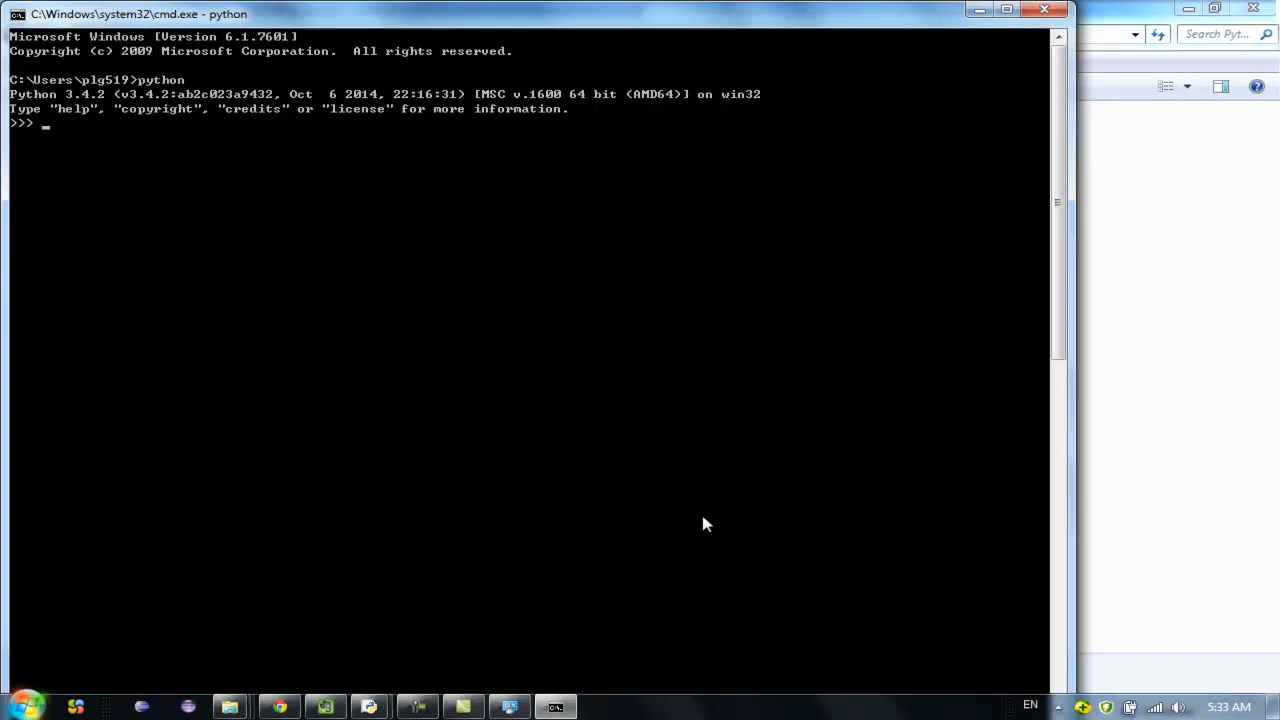 C:\Windows\system32\cmd.exe - python
Search Pyt...
Microsoft Windows [Version 6.1.7601]
Copyright (c) 2009 Microsoft Corporation.  All rights reserved.
C:\Users\plg519>python
Python 3.4.2 (v3.4.2:ab2c023a9432, Oct  6 2014, 22:16:31) [MSC v.1600 64 bit (AMD64)] on win32
Type "help", "copyright", "credits" or "license" for more information.
>>> _
EN
5:33 AM